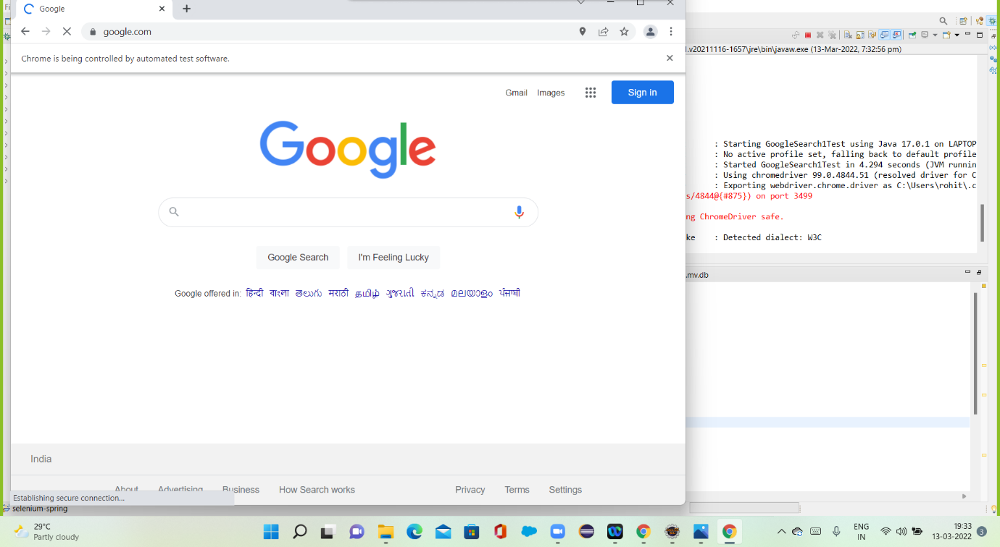 Fi
Google
google.com
Chrome is being controlled by automated test software.
Gmail Images Sign in
Google
Google Search I'm Feeling Lucky
Google offered in: हिन्दी বাংলা తెలుగు मराठी தமிழ் ગુજરાતી ಕನ್ನಡ മലയാളം ਪੰਜਾਬੀ
India
About Advertising Business How Search works Privacy Terms Settings
Establishing secure connection...
selenium-spring
l.v20211116-1657\jre\bin\javaw.exe (13-Mar-2022, 7:32:56 pm)
: Starting GoogleSearch1Test using Java 17.0.1 on LAPTOP
: No active profile set, falling back to default profile
: Started GoogleSearch1Test in 4.294 seconds (JVM runnin
: Using chromedriver 99.0.4844.51 (resolved driver for C
: Exporting webdriver.chrome.driver as C:\Users\rohit\.c
s/4844@{#875}) on port 3499
ng ChromeDriver safe.
ke : Detected dialect: W3C
.mv.db
29°C
Partly cloudy
ENG
IN
19:33
13-03-2022
3